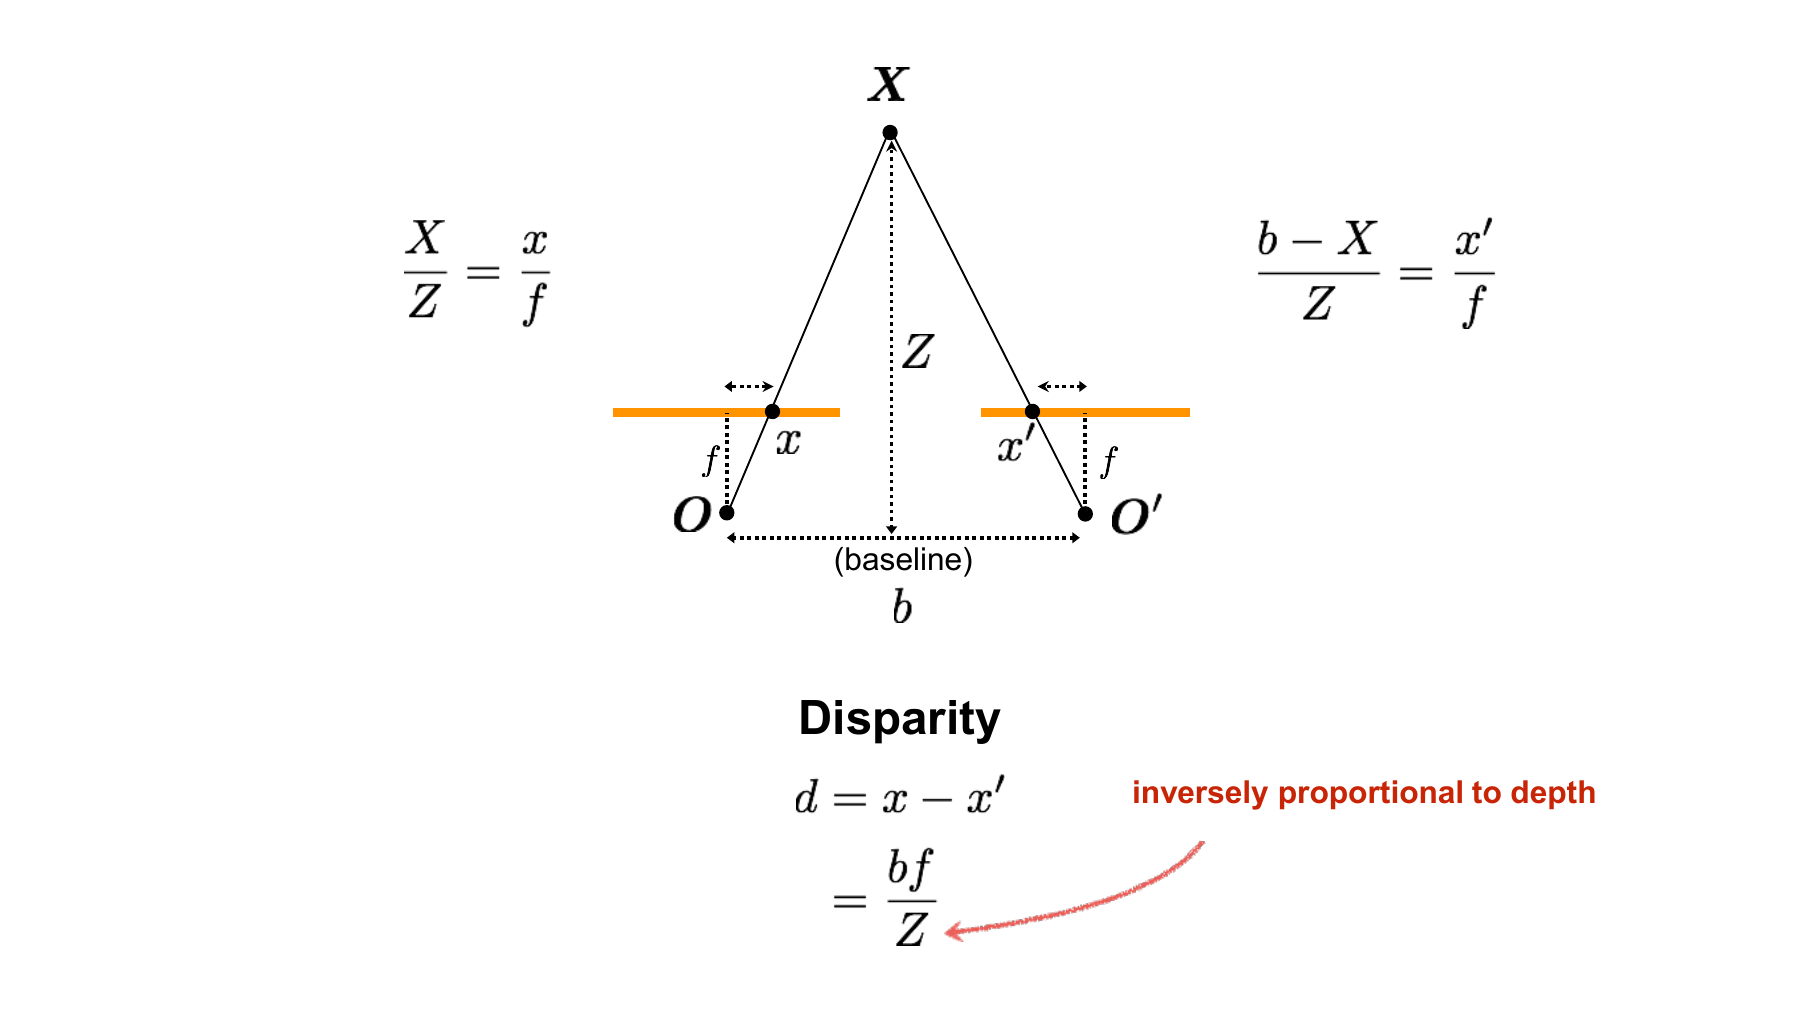 X
X/Z = x/f
b − X/Z = x′/f
Z
x
x′
f
f
O
O′
(baseline)
b
Disparity
d = x − x′
inversely proportional to depth
= bf/Z